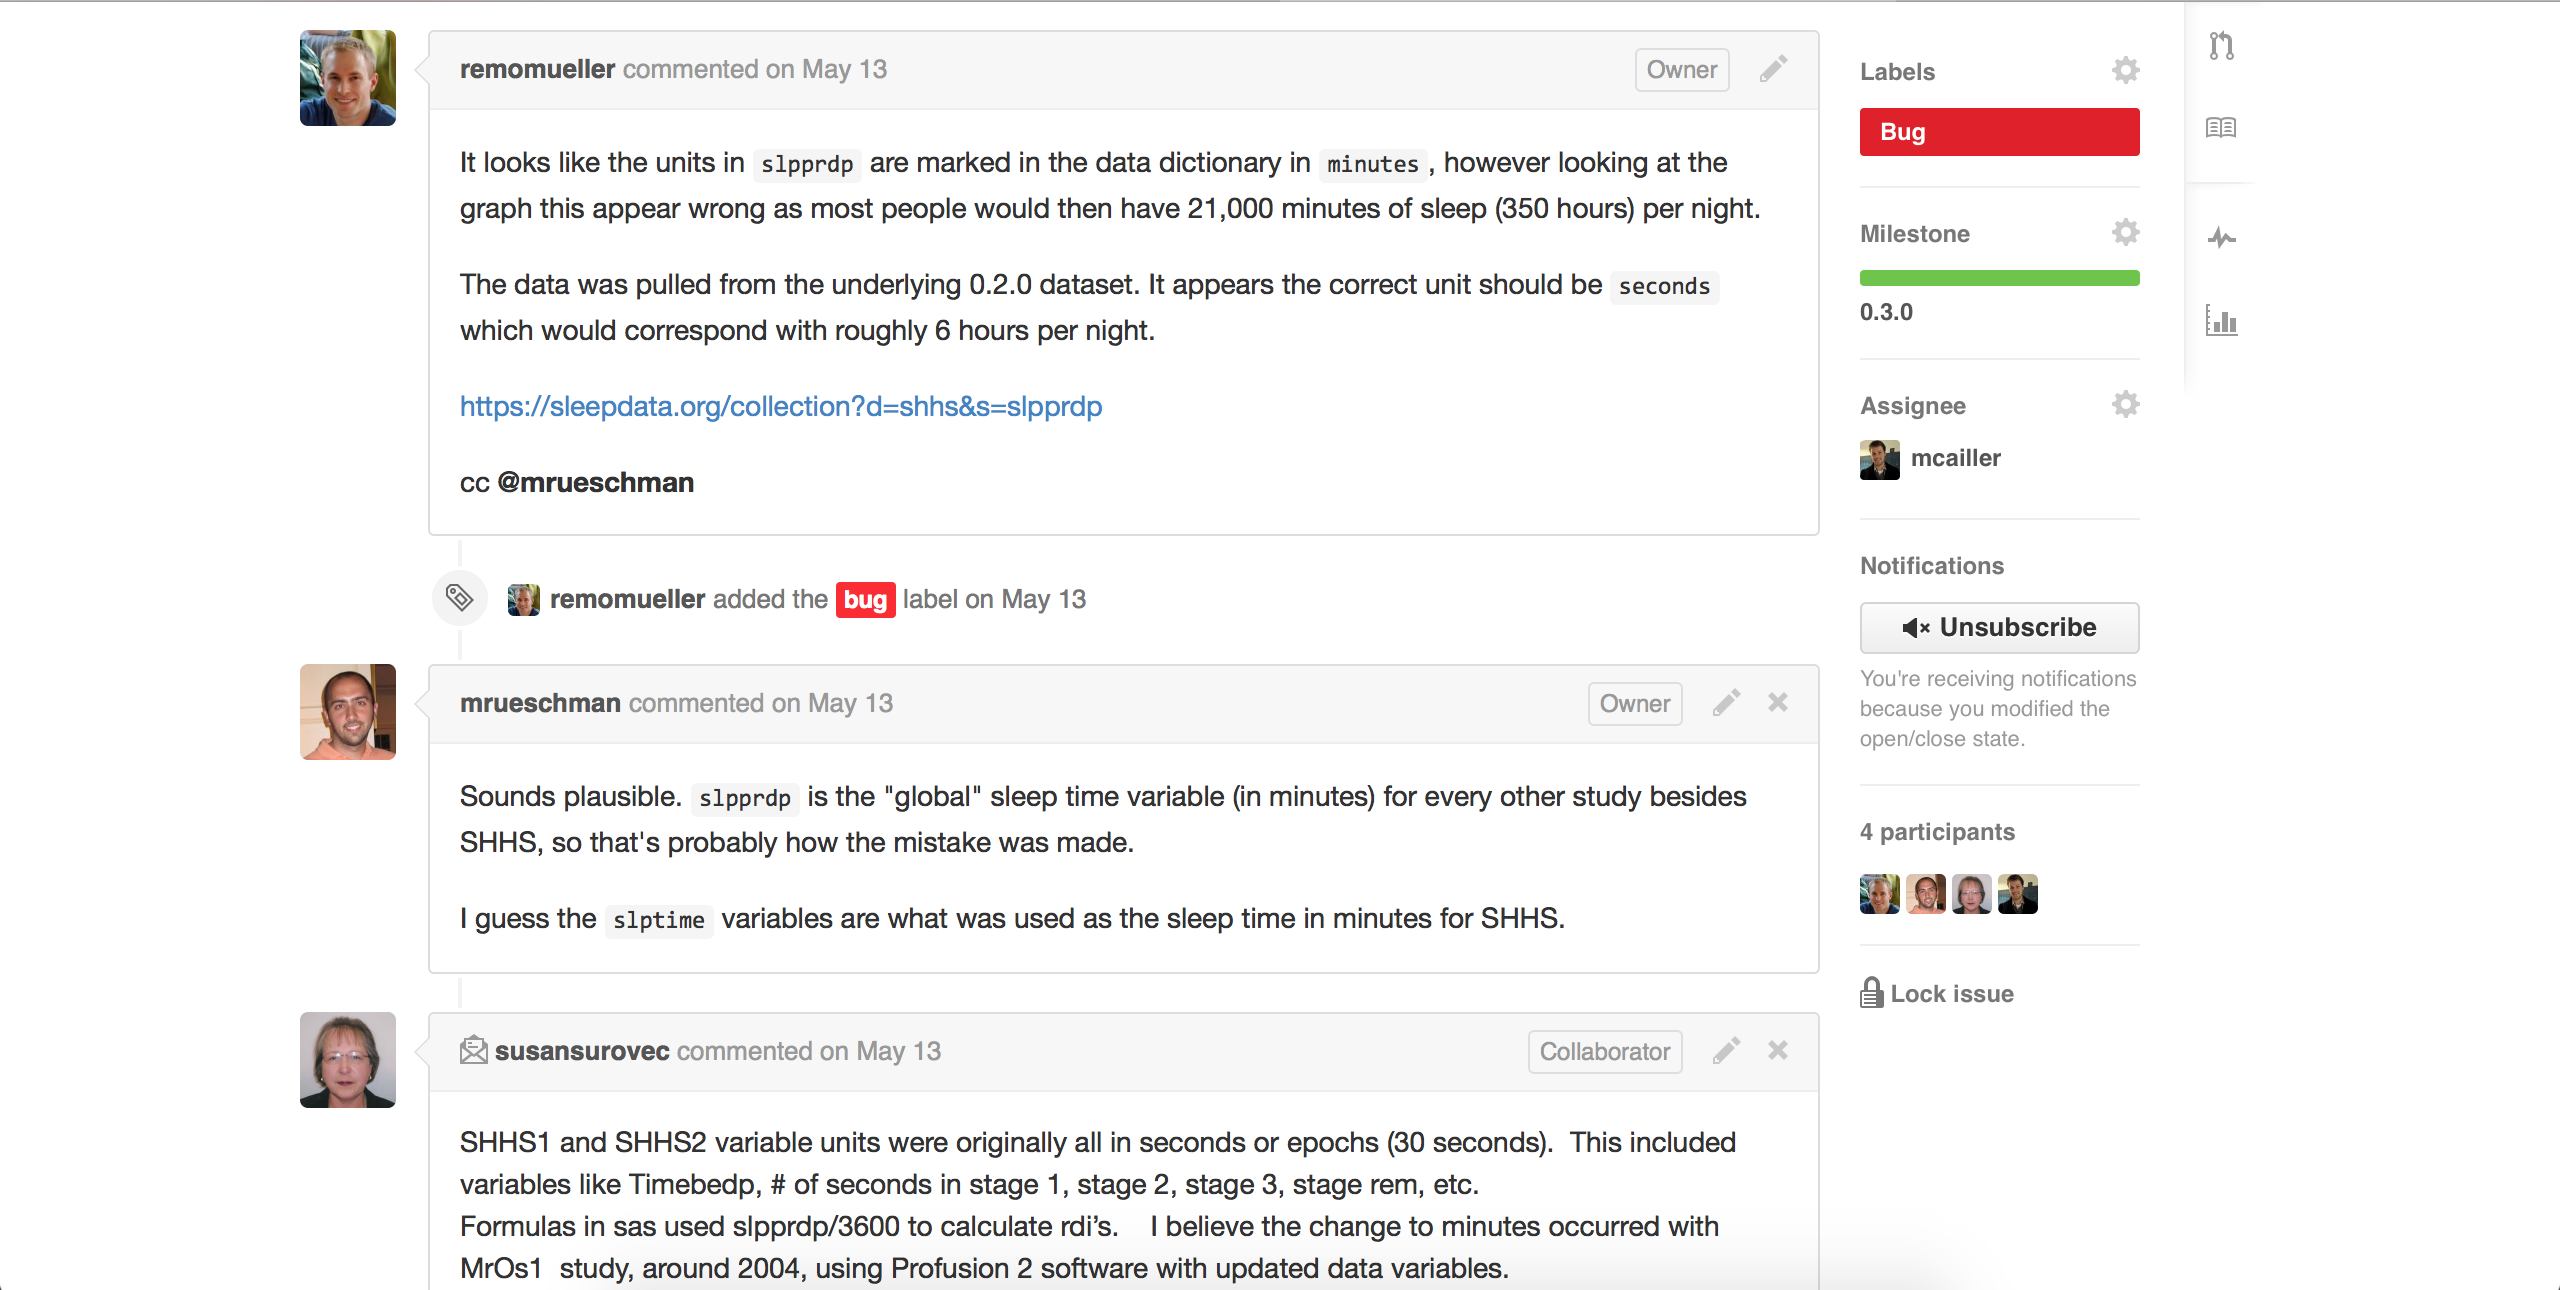 remomueller commented on May 13
Owner
It looks like the units in slpprdp are marked in the data dictionary in minutes , however looking at the
graph this appear wrong as most people would then have 21,000 minutes of sleep (350 hours) per night.
The data was pulled from the underlying 0.2.0 dataset. It appears the correct unit should be seconds
which would correspond with roughly 6 hours per night.
https://sleepdata.org/collection?d=shhs&s=slpprdp
cc @mrueschman
remomueller added the bug label on May 13
mrueschman commented on May 13
Owner
Sounds plausible. slpprdp is the "global" sleep time variable (in minutes) for every other study besides
SHHS, so that's probably how the mistake was made.
I guess the slptime variables are what was used as the sleep time in minutes for SHHS.
susansurovec commented on May 13
Collaborator
SHHS1 and SHHS2 variable units were originally all in seconds or epochs (30 seconds).  This included
variables like Timebedp, # of seconds in stage 1, stage 2, stage 3, stage rem, etc.
Formulas in sas used slpprdp/3600 to calculate rdi’s.    I believe the change to minutes occurred with
MrOs1  study, around 2004, using Profusion 2 software with updated data variables.
Labels
Bug
Milestone
0.3.0
Assignee
mcailler
Notifications
Unsubscribe
You're receiving notifications
because you modified the
open/close state.
4 participants
Lock issue